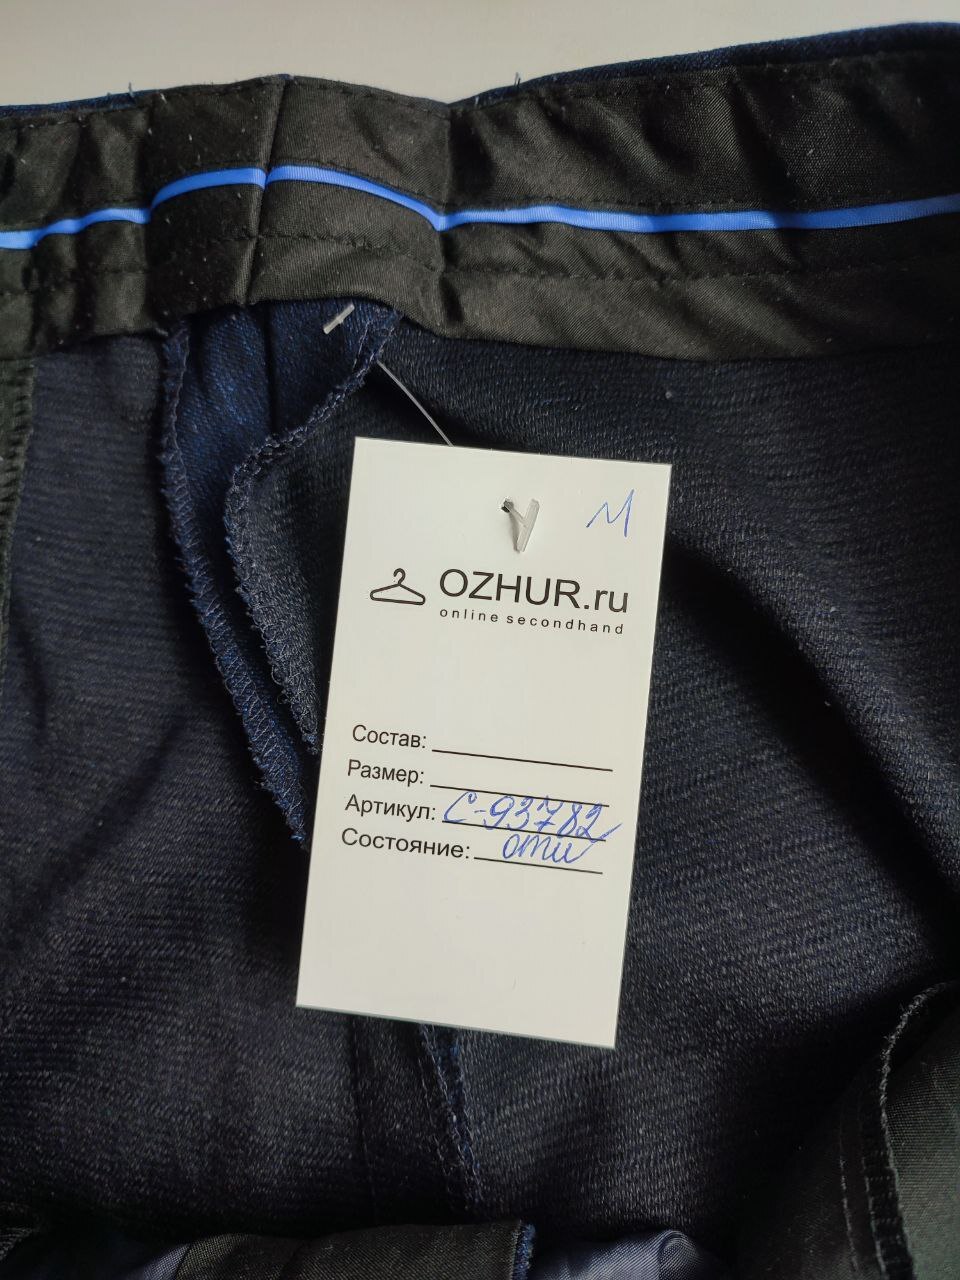 М
OZHUR.ru
online secondhand
Состав:
Размер:
Артикул: С-93782
Состояние: отл